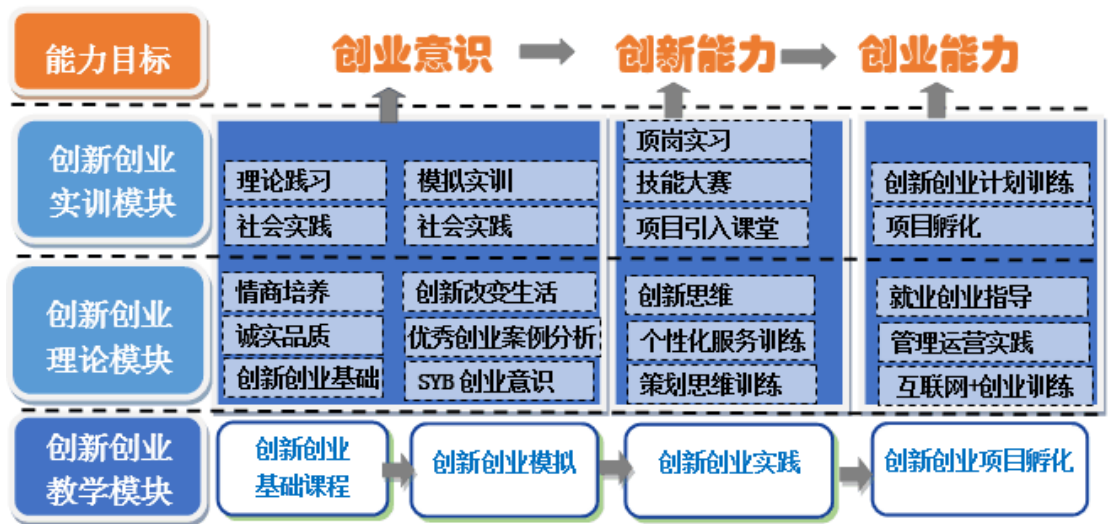 能力目标
创业意识
创新能力
创业能力
创新创业
实训模块
理论践习
模拟实训
社会实践
社会实践
顶岗实习
技能大赛
项目引入课堂
创新创业计划训练
项目孵化
创新创业
理论模块
情商培养
创新改变生活
诚实品质
优秀创业案例分析
创新创业基础
SYB 创业意识
创新思维
个性化服务训练
策划思维训练
就业创业指导
管理运营实践
互联网+创业训练
创新创业
教学模块
创新创业
基础课程
创新创业模拟
创新创业实践
创新创业项目孵化